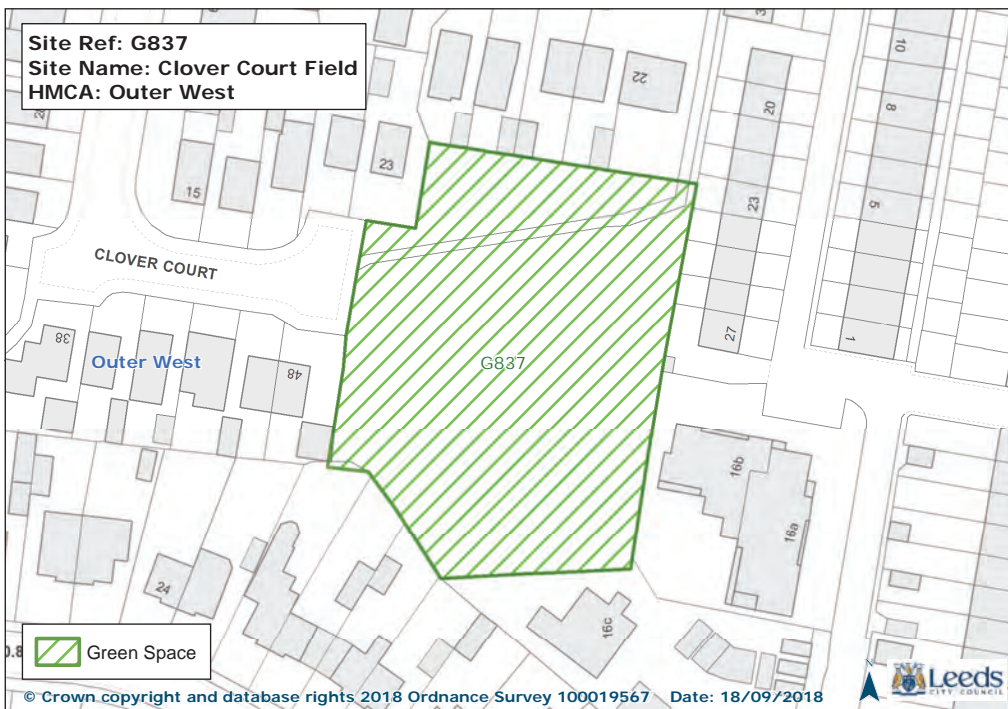 Site Ref: G837
Site Name: Clover Court Field
HMCA: Outer West
22
10
8
20
23
15
5
23
CLOVER COURT
27
1
38
Outer West
48
G837
16b
16a
24
16c
0.8
Green Space
© Crown copyright and database rights 2018 Ordnance Survey 100019567 Date: 18/09/2018
Leeds
CITY COUNCIL